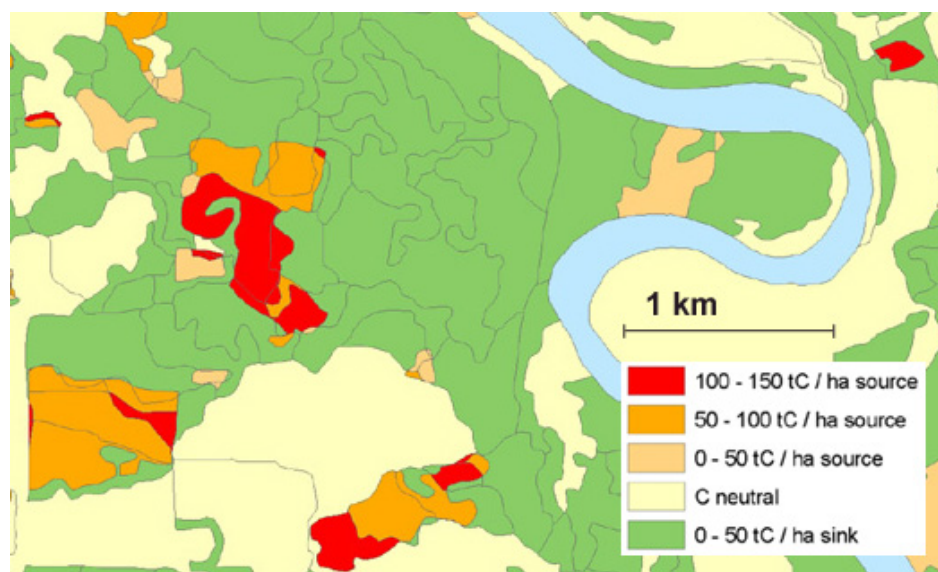 1 km
100 - 150 tC / ha source
50 - 100 tC / ha source
0 - 50 tC / ha source
C neutral
0 - 50 tC / ha sink